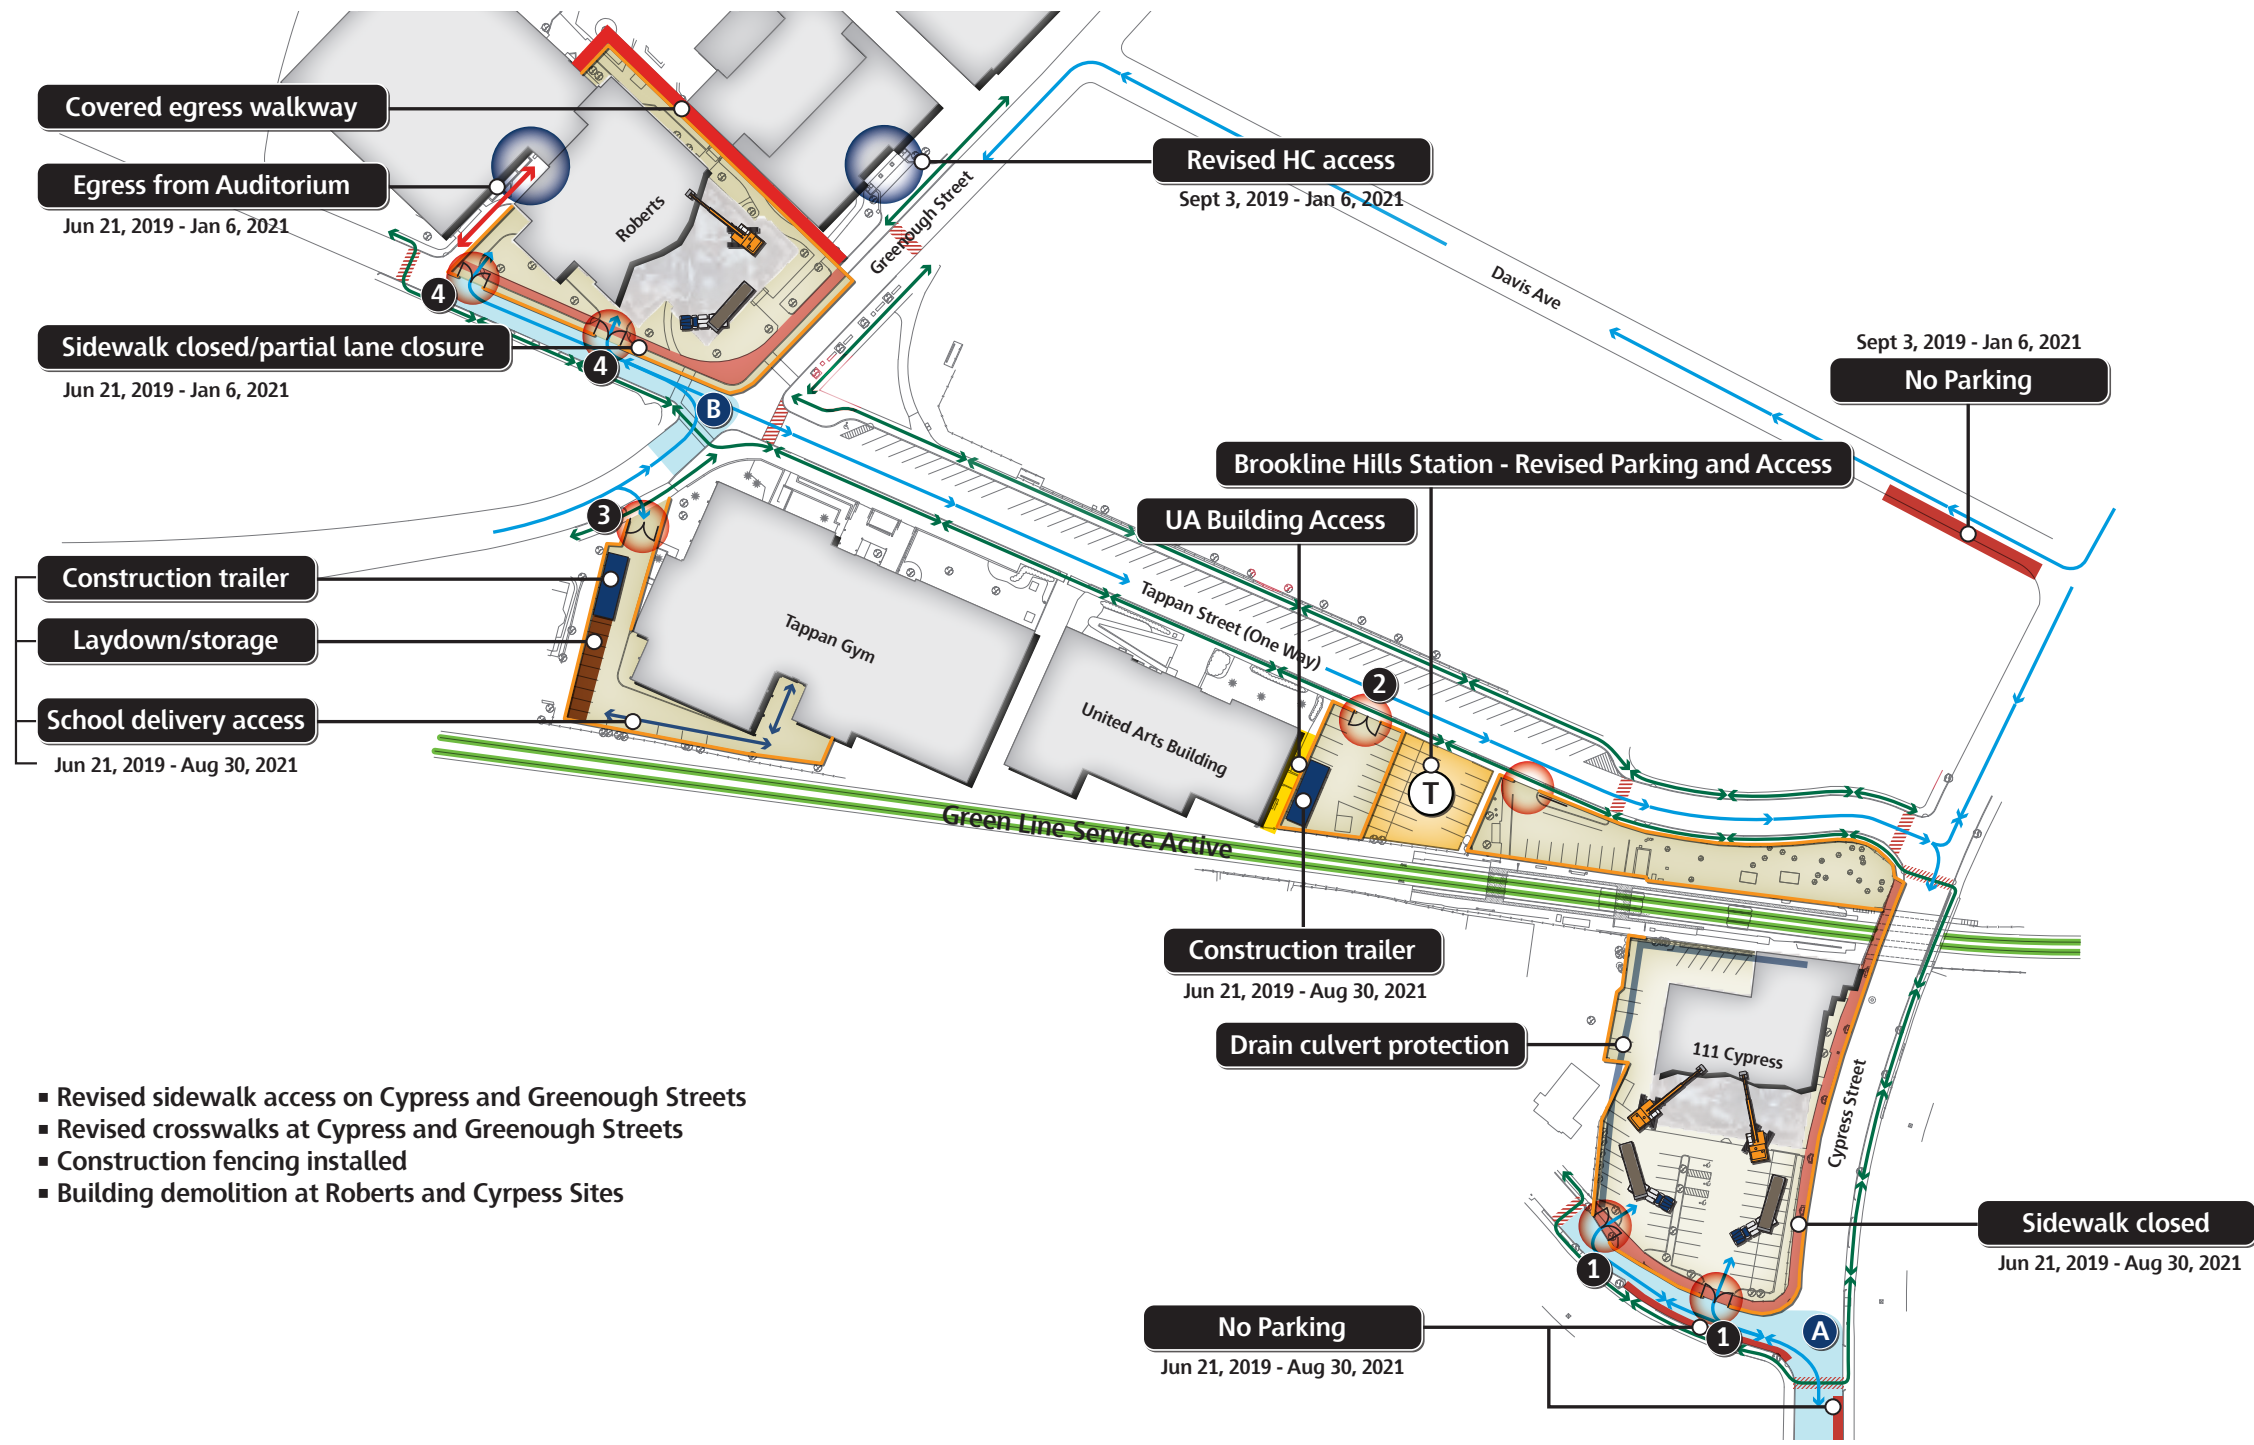 Covered egress walkway
Egress from Auditorium
Jun 21, 2019 - Jan 6, 2021
Revised HC access
Sept 3, 2019 - Jan 6, 2021
Roberts
Greenough Street
Davis Ave
4
Sidewalk closed/partial lane closure
Jun 21, 2019 - Jan 6, 2021
4
B
Sept 3, 2019 - Jan 6, 2021
No Parking
Brookline Hills Station - Revised Parking and Access
UA Building Access
3
Construction trailer
Laydown/storage
School delivery access
Jun 21, 2019 - Aug 30, 2021
Tappan Gym
Tappan Street (One Way)
2
United Arts Building
T
Green Line Service Active
Construction trailer
Jun 21, 2019 - Aug 30, 2021
Drain culvert protection
111 Cypress
Cypress Street
▪ Revised sidewalk access on Cypress and Greenough Streets
▪ Revised crosswalks at Cypress and Greenough Streets
▪ Construction fencing installed
▪ Building demolition at Roberts and Cyrpess Sites
Sidewalk closed
Jun 21, 2019 - Aug 30, 2021
1
No Parking
Jun 21, 2019 - Aug 30, 2021
1
A